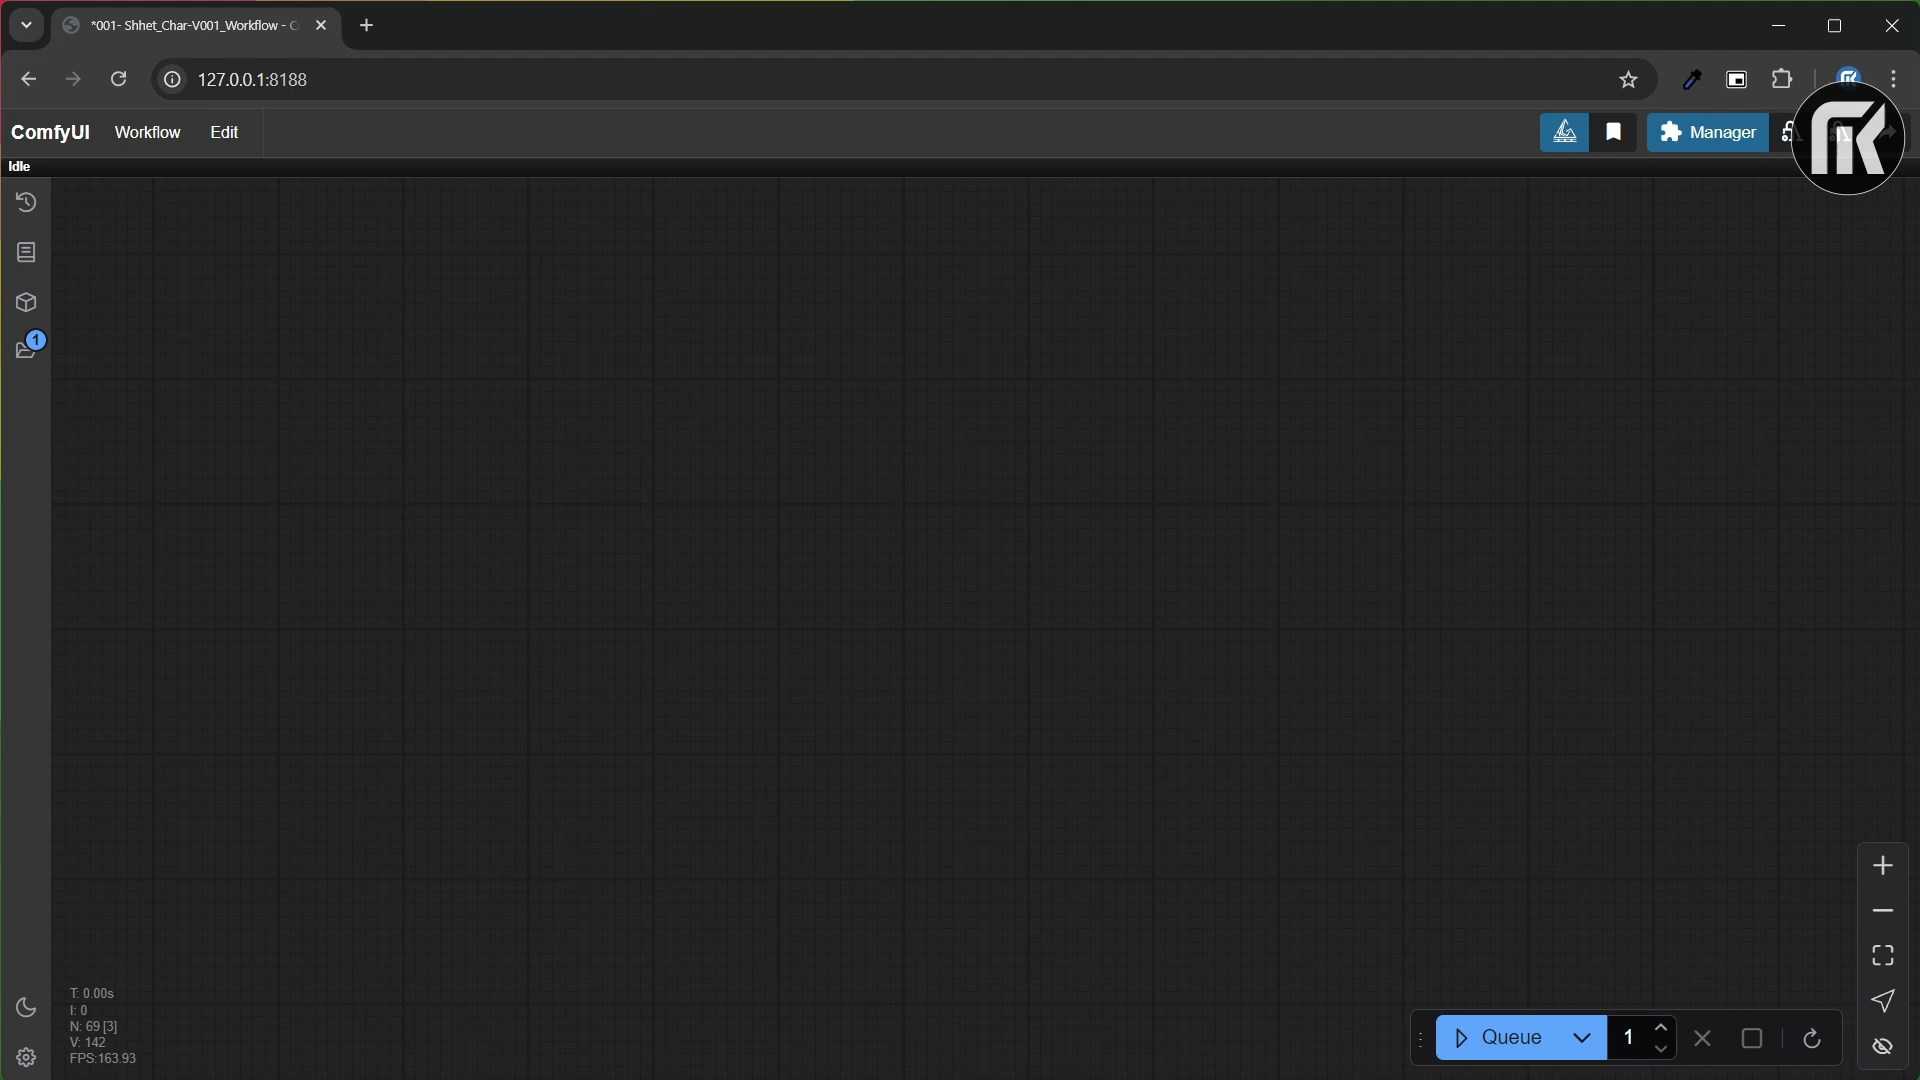 *001- Shhet_Char-V001_Workflow - C
127.0.0.1:8188
ComfyUI
Workflow
Edit
Manager
Idle
1
T: 0.00s
I: 0
N: 69 [3]
V: 142
FPS:163.93
Queue
1